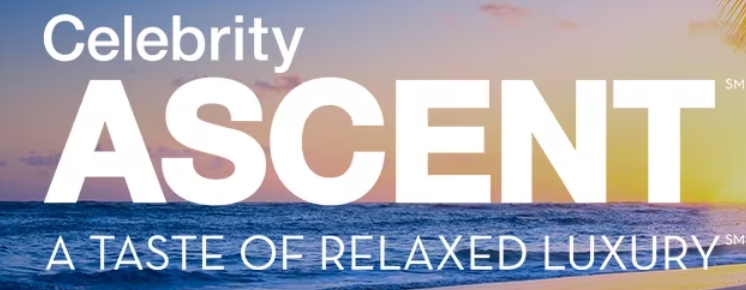 Celebrity
ASCENT℠
A TASTE OF RELAXED LUXURY℠